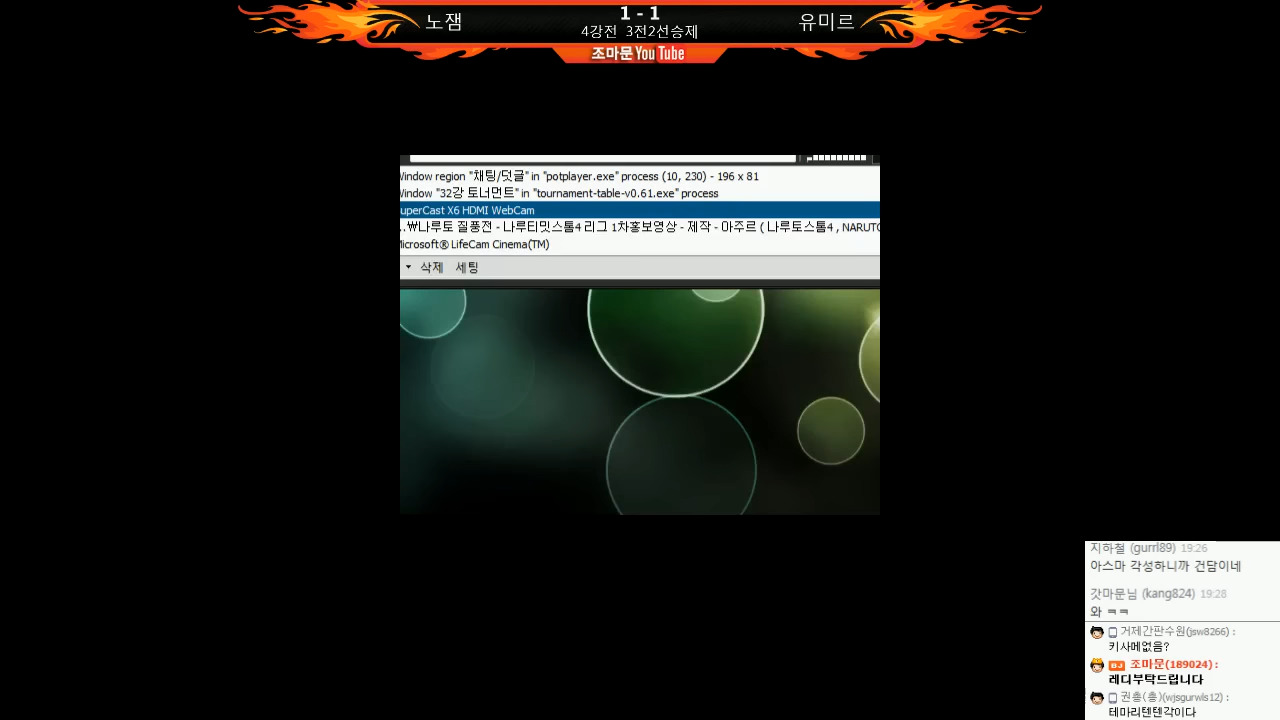 노잼
1 - 1
유미르
4강전 3전2선승제
조마문 YouTube
Window region "채팅/덧글" in "potplayer.exe" process (10, 230) - 196 x 81
Window "32강 토너먼트" in "tournament-table-v0.61.exe" process
uperCast X6 HDMI WebCam
..₩나루토 질풍전 - 나루티밋스톰4 리그 1차홍보영상 - 제작 - 아주르 ( 나루토스톰4 , NARUTO
Microsoft® LifeCam Cinema(TM)
삭제 세팅
지하철 (gurrl89) 19:26
아스마 각성하니까 건담이네
갓마문님 (kang824) 19:28
와 ㅋㅋ
거제간판수원(jsw8266) :
키사메없음?
BJ 조마문(189024) :
레디부탁드립니다
권총(총)(wjsgurwls12) :
테마리텐텐각이다